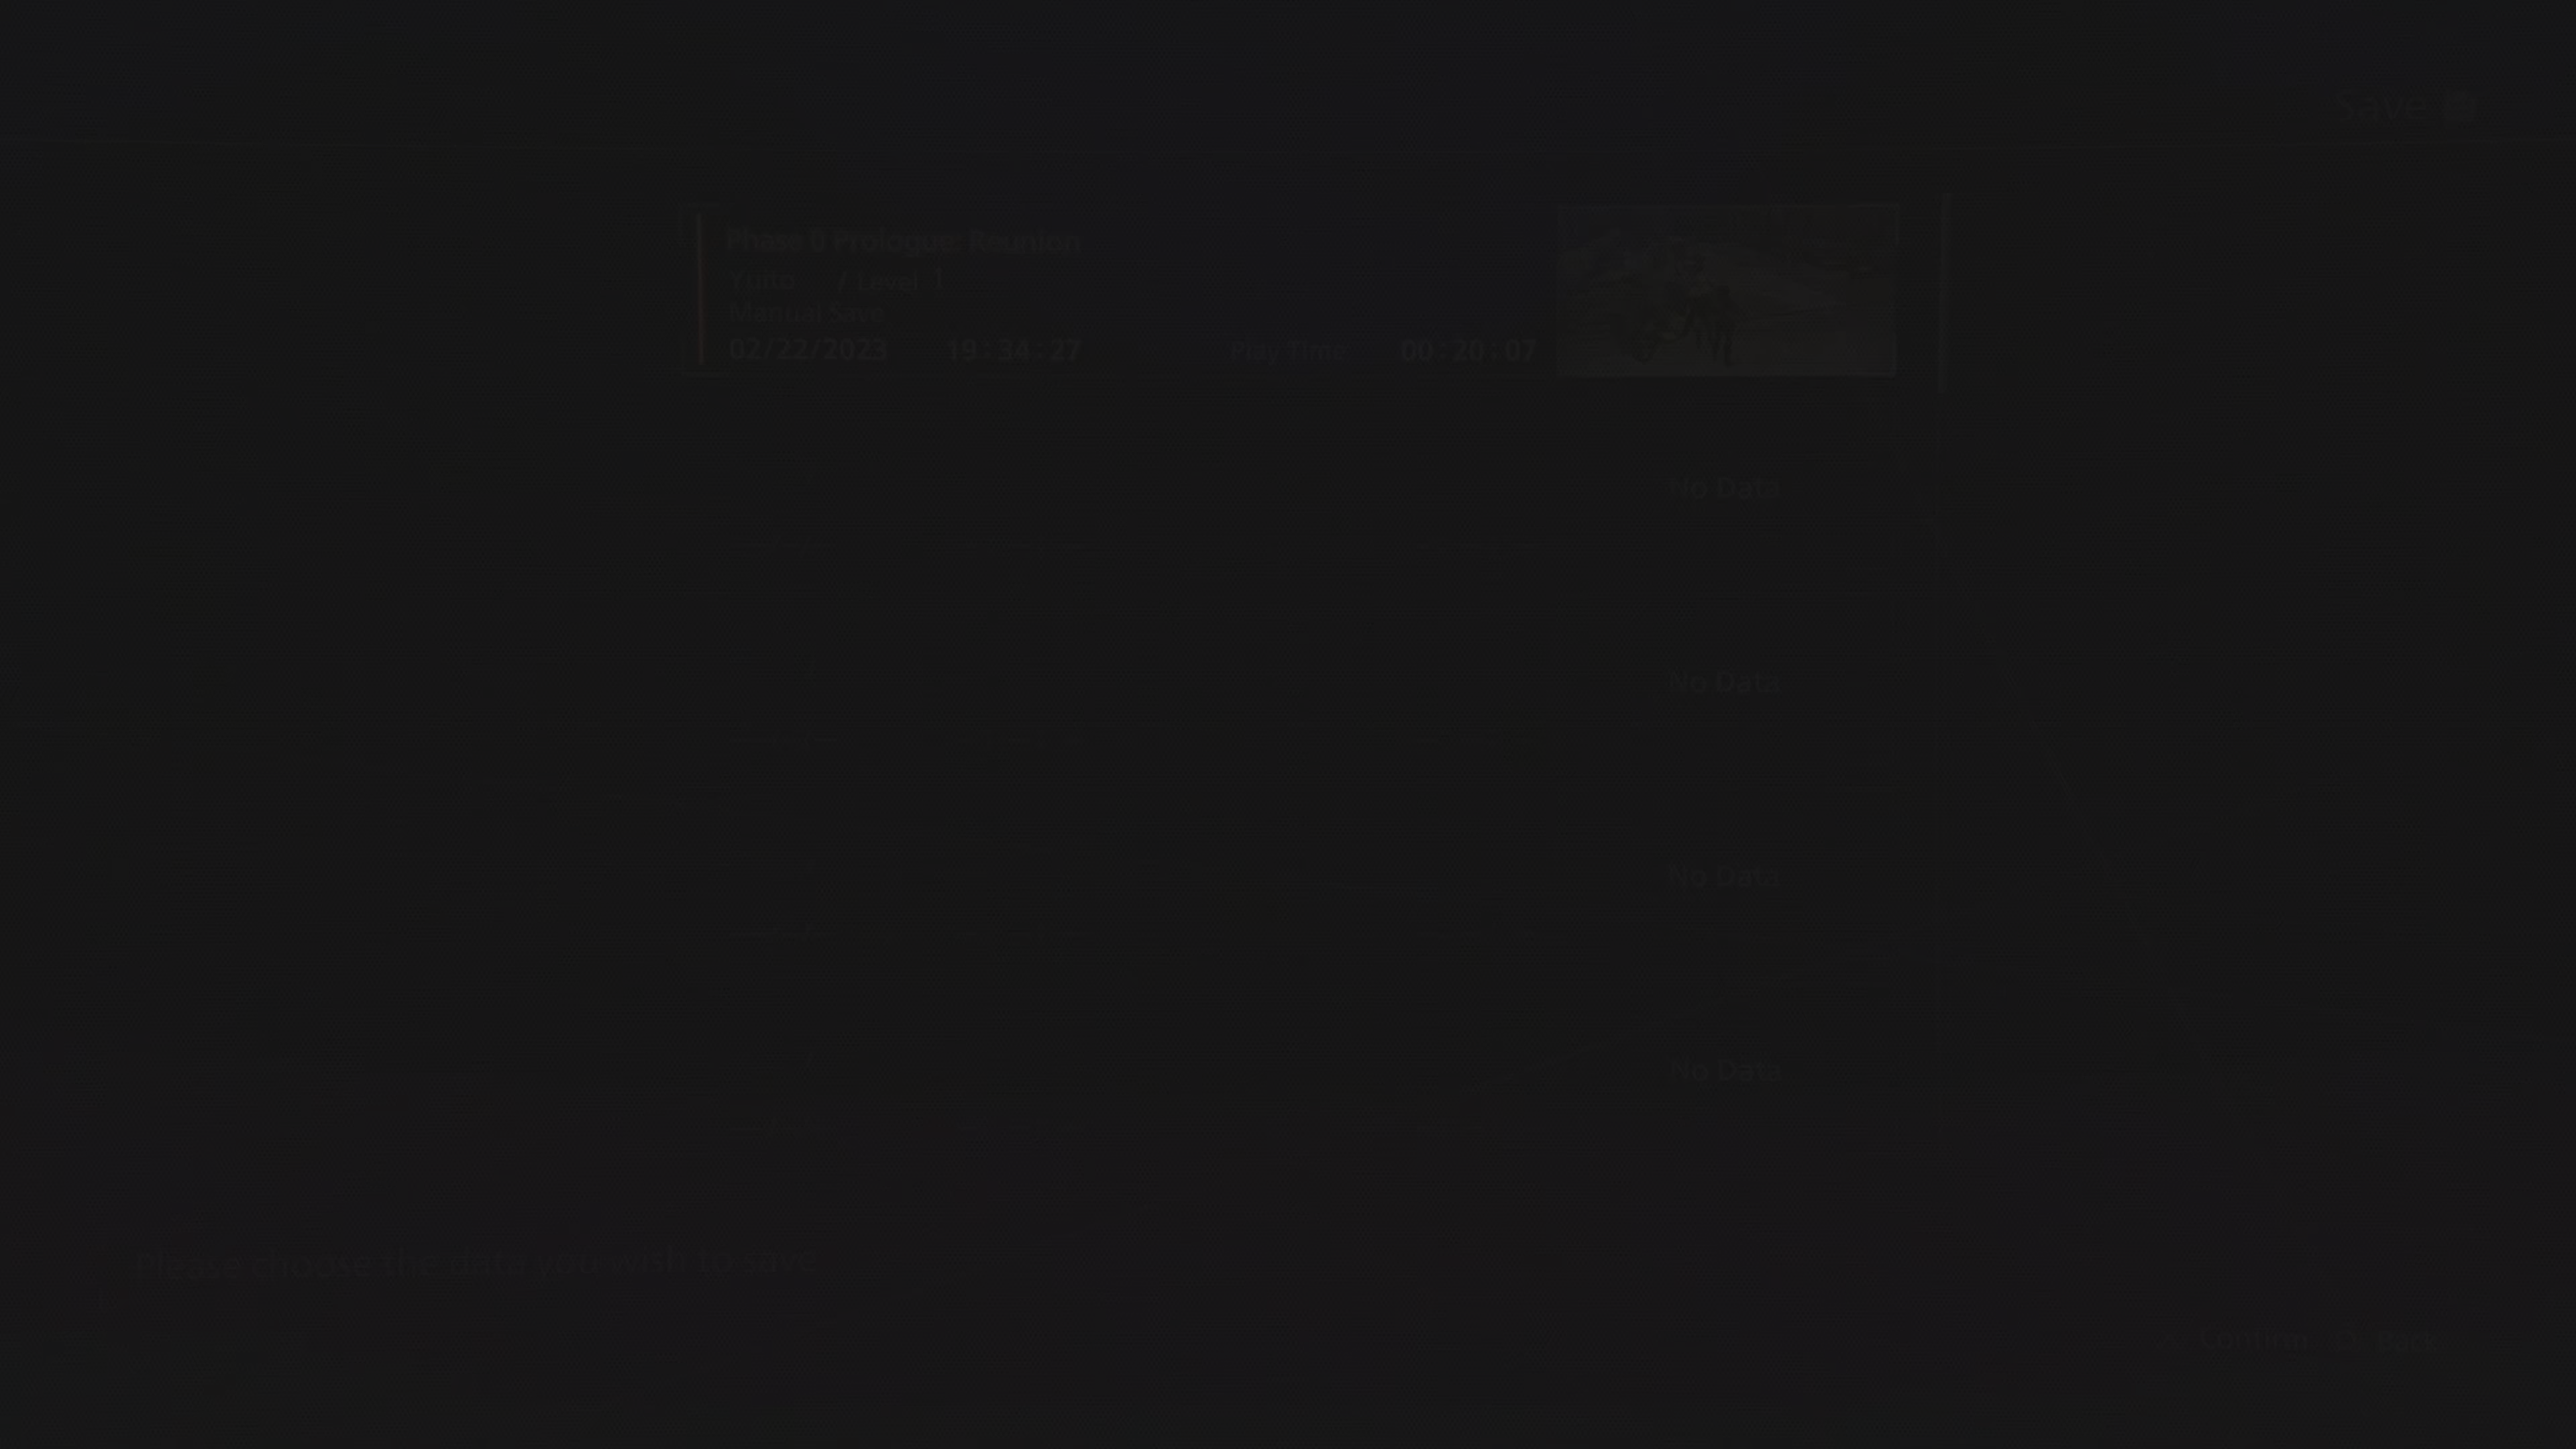 Save
Phase 0 Prologue: Reunion
Yuito / Level 1
Manual Save
02/22/2023 19:34:27 Play Time 00:20:07
No Data
No Data
No Data
No Data
Please choose the data you wish to save
Confirm Back